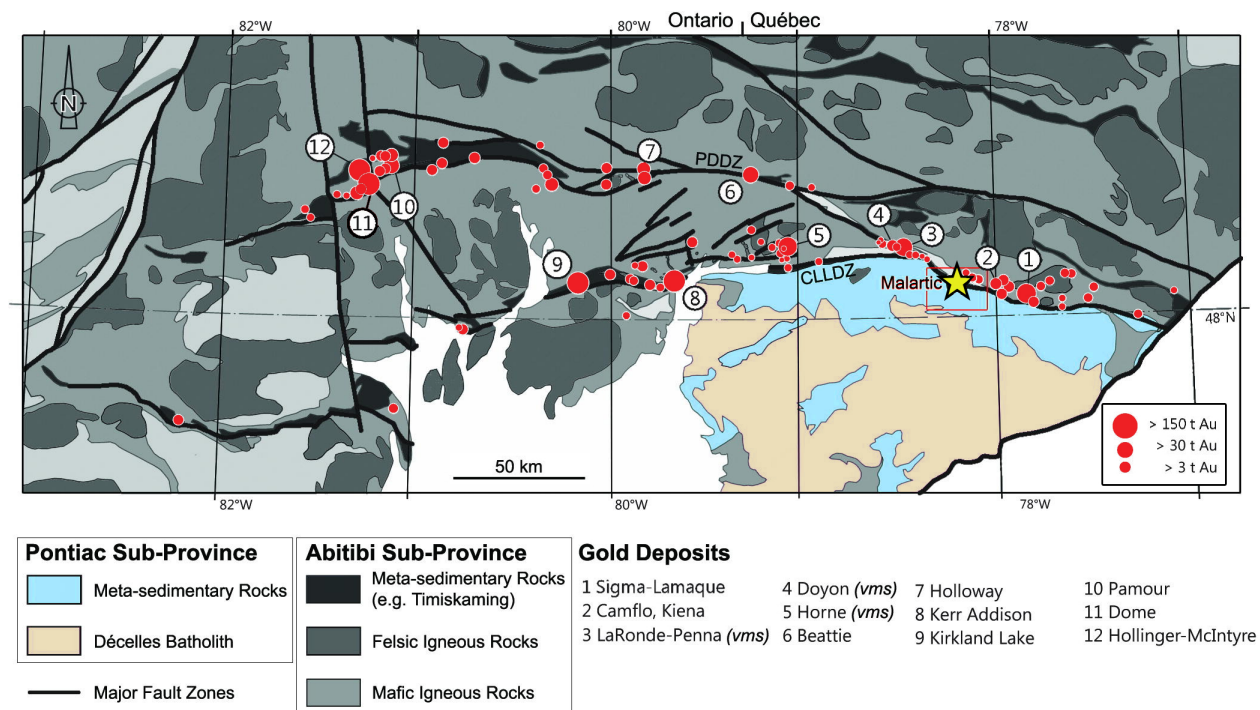 Ontario Québec
82°W
80°W
78°W
N
12
7
PDDZ
6
10
11
4
3
5
2
1
9
CLLDZ
Malartic
8
48°N
> 150 t Au
> 30 t Au
> 3 t Au
50 km
82°W
80°W
78°W
Pontiac Sub-Province
Meta-sedimentary Rocks
Décelles Batholith
Major Fault Zones
Abitibi Sub-Province
Meta-sedimentary Rocks
(e.g. Timiskaming)
Felsic Igneous Rocks
Mafic Igneous Rocks
Gold Deposits
1 Sigma-Lamaque
2 Camflo, Kiena
3 LaRonde-Penna (vms)
4 Doyon (vms)
5 Horne (vms)
6 Beattie
7 Holloway
8 Kerr Addison
9 Kirkland Lake
10 Pamour
11 Dome
12 Hollinger-McIntyre